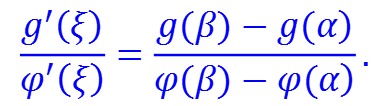 g′(ξ)/φ′(ξ) = (g(β) − g(α))/(φ(β) − φ(α)).